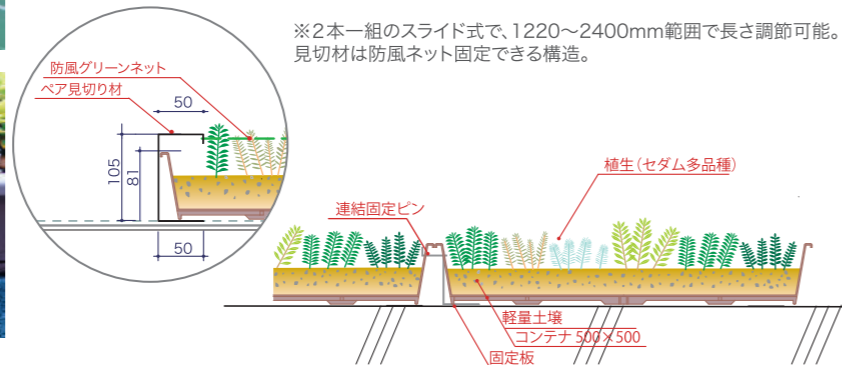 ※2本一組のスライド式で、1220～2400mm範囲で長さ調節可能。
見切材は防風ネット固定できる構造。
防風グリーンネット
ペア見切り材
50
105
81
50
植生（セダム多品種）
連結固定ピン
軽量土壌
コンテナ 500×500
固定板